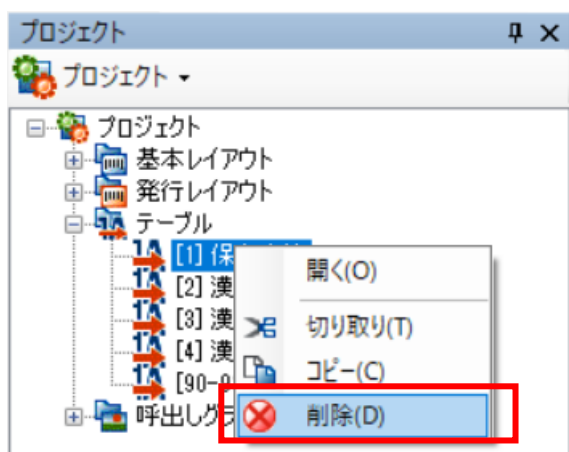 プロジェクト
プロジェクト
プロジェクト
基本レイアウト
発行レイアウト
テーブル
[1] 保
[2] 漢
[3] 漢
[4] 漢
[90-
呼出しグラ
開く(O)
切り取り(T)
コピー(C)
削除(D)